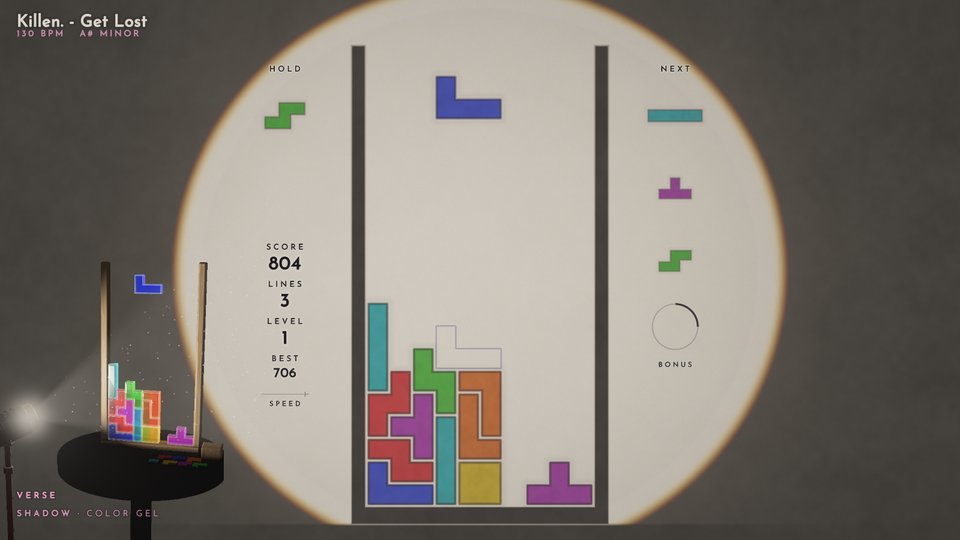 Killen. - Get Lost
130 BPM A# MINOR
HOLD
NEXT
SCORE
804
LINES
3
LEVEL
1
BEST
706
SPEED
BONUS
VERSE
SHADOW · COLOR GEL